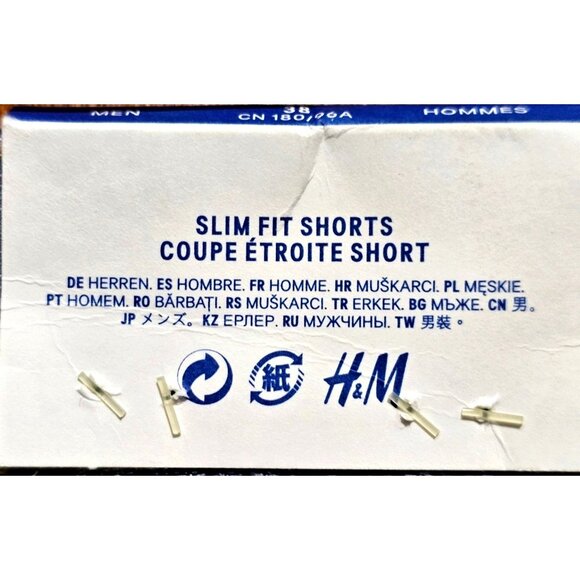 38
MEN CN 180/96A HOMMES
SLIM FIT SHORTS
COUPE ÉTROITE SHORT
DE HERREN. ES HOMBRE. FR HOMME. HR MUŠKARCI. PL MĘSKIE.
PT HOMEM. RO BĂRBAȚI. RS MUŠKARCI. TR ERKEK. BG МЪЖЕ. CN 男。
JP メンズ。 KZ ЕРЛЕР. RU МУЖЧИНЫ. TW 男裝。
紙 H&M